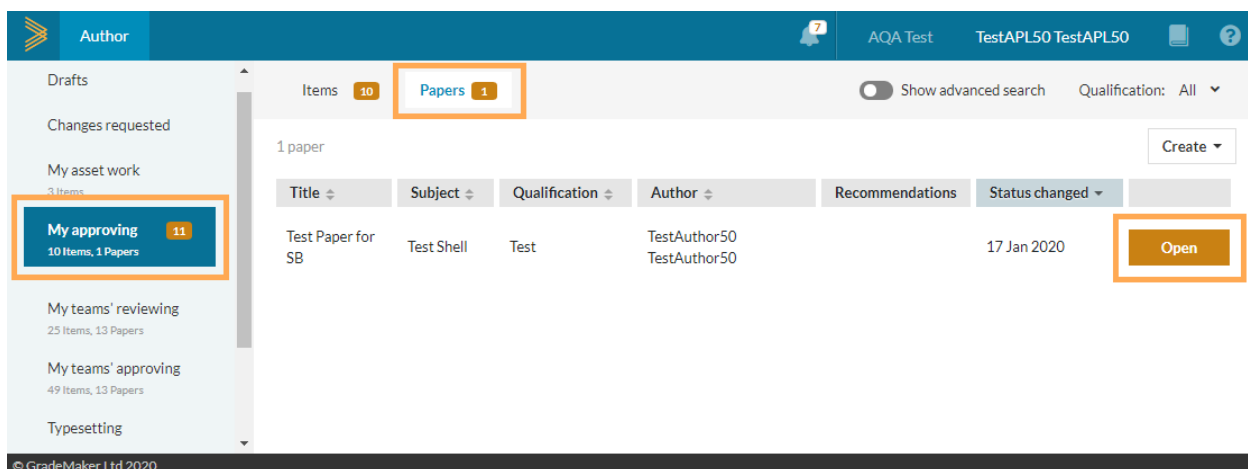 Author
7
AQA Test
TestAPL50 TestAPL50
Drafts
Changes requested
My asset work
3 Items
My approving 11
10 Items, 1 Papers
My teams' reviewing
25 Items, 13 Papers
My teams' approving
49 Items, 13 Papers
Typesetting
Items 10
Papers 1
Show advanced search
Qualification: All
1 paper
Create
Title Subject Qualification Author Recommendations Status changed
Test Paper for
SB
Test Shell
Test
TestAuthor50
TestAuthor50
17 Jan 2020
Open
© GradeMaker Ltd 2020